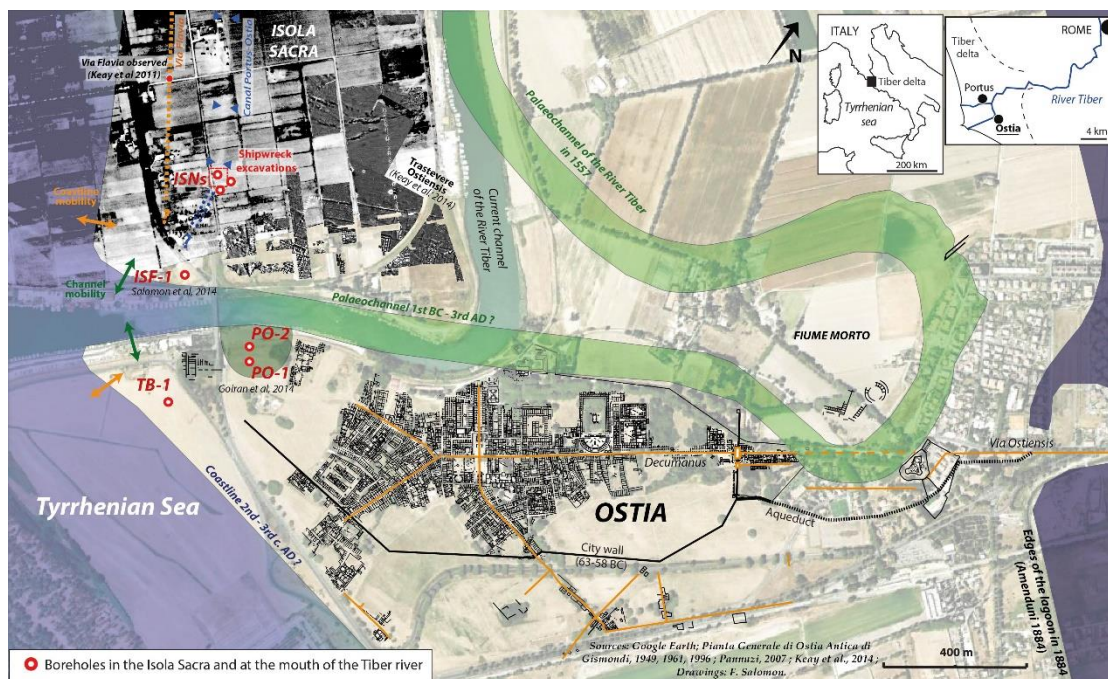 Via Flavia observed
(Keay et al 2011)
Via Flavia
Canal Portus-Ostia
ISOLA
SACRA
Shipwreck
excavations
ISNs
Coastline
mobility
Trastevere
Ostiensis
(Keay et al, 2014)
Current channel
of the River Tiber
Palaeochannel of the River Tiber
in 1557
N
ITALY
Tiber delta
Tyrrhenian
sea
200 km
ROME
Tiber
delta
Portus
River Tiber
Ostia
4 km
ISF-1
Salomon et al, 2014
Channel
mobility
Palaeochannel 1st BC - 3rd AD ?
FIUME MORTO
PO-2
PO-1
Goiran et al, 2014
TB-1
Via Ostiensis
Decumanus
Aqueduct
OSTIA
Tyrrhenian Sea
Coastline 2nd - 3rd c. AD ?
City wall
(63-58 BC)
Edges of the lagoon in 1884
(Amenduni 1884)
Sources: Google Earth; Pianta Generale di Ostia Antica di
Gismondi, 1949, 1961, 1996 ; Pannuzi, 2007 ; Keay et al., 2014 ;
Drawings: F. Salomon.
400 m
Boreholes in the Isola Sacra and at the mouth of the Tiber river